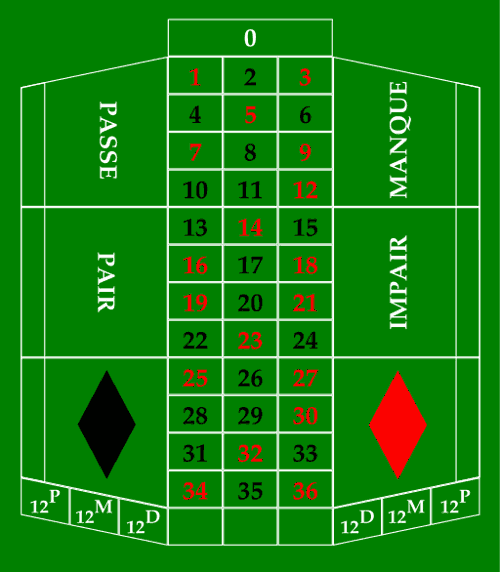 0
1 2 3
4 5 6
7 8 9
10 11 12
13 14 15
16 17 18
19 20 21
22 23 24
25 26 27
28 29 30
31 32 33
34 35 36
PASSE
MANQUE
PAIR
IMPAIR
12P 12M 12D
12D 12M 12P